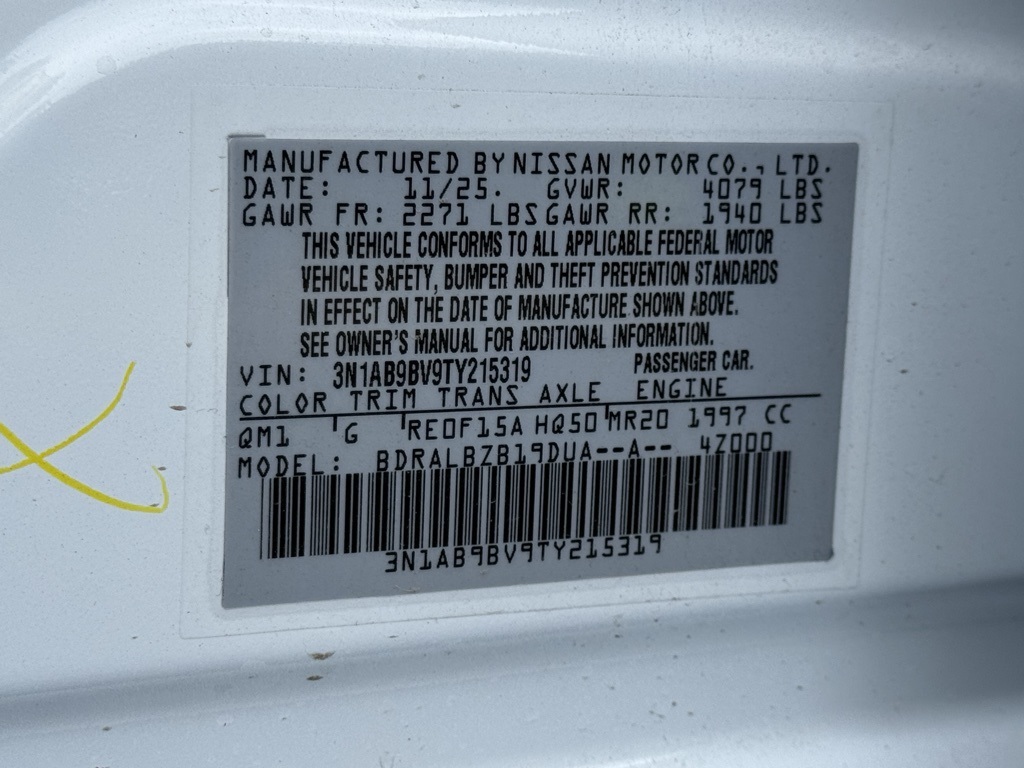 MANUFACTURED BY NISSAN MOTOR CO., LTD.
DATE: 11/25. GVWR: 4079 LBS
GAWR FR: 2271 LBS GAWR RR: 1940 LBS
THIS VEHICLE CONFORMS TO ALL APPLICABLE FEDERAL MOTOR
VEHICLE SAFETY, BUMPER AND THEFT PREVENTION STANDARDS
IN EFFECT ON THE DATE OF MANUFACTURE SHOWN ABOVE.
SEE OWNER'S MANUAL FOR ADDITIONAL INFORMATION.
VIN: 3N1AB9BV9TY215319 PASSENGER CAR.
COLOR TRIM TRANS AXLE ENGINE
QM1 G RE0F15A HQ50 MR20 1997 CC
MODEL: BDRALBZB19DUA--A-- 4Z000
3N1AB9BV9TY215319